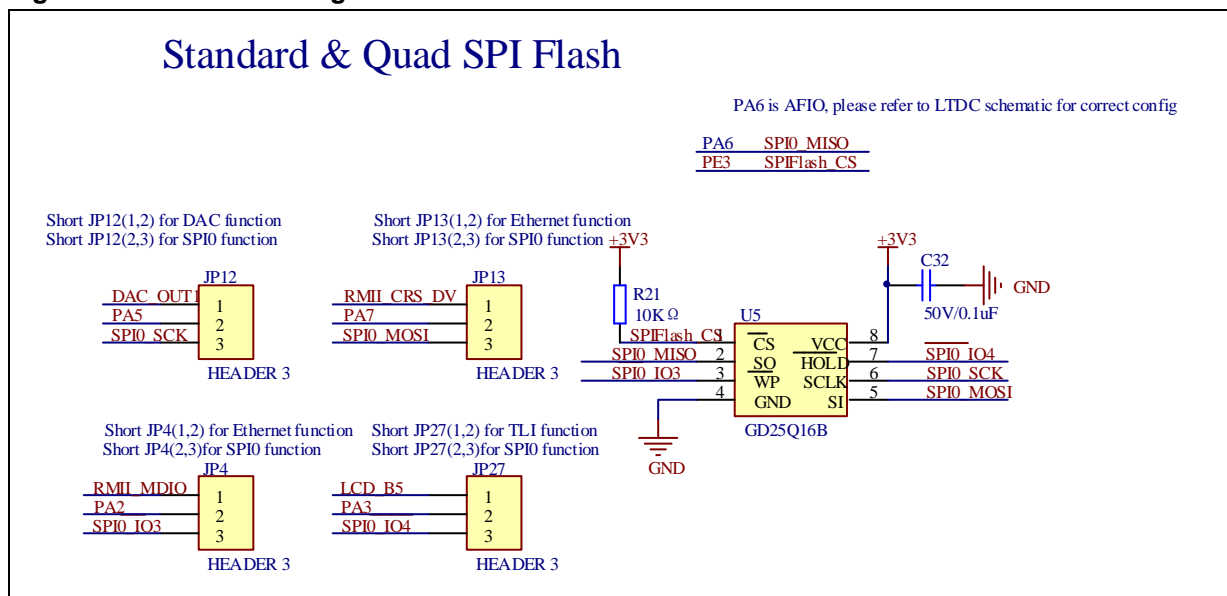 Standard & Quad SPI Flash
PA6 is AFIO, please refer to LTDC schematic for correct config
PA6 SPI0_MISO
PE3 SPIFlash_CS
Short JP12(1,2) for DAC function
Short JP12(2,3) for SPI0 function
JP12
DAC_OUT1 1
PA5 2
SPI0_SCK 3
HEADER 3
Short JP13(1,2) for Ethernet function
Short JP13(2,3) for SPI0 function
JP13
RMII_CRS_DV 1
PA7 2
SPI0_MOSI 3
HEADER 3
+3V3
R21
10KΩ
+3V3
C32
50V/0.1uF
GND
U5
SPIFlash_CS 1 CS VCC 8
SPI0_MISO 2 SO HOLD 7 SPI0_IO4
SPI0_IO3 3 WP SCLK 6 SPI0_SCK
4 GND SI 5 SPI0_MOSI
GD25Q16B
GND
Short JP4(1,2) for Ethernet function
Short JP4(2,3)for SPI0 function
JP4
RMII_MDIO 1
PA2 2
SPI0_IO3 3
HEADER 3
Short JP27(1,2) for TLI function
Short JP27(2,3)for SPI0 function
JP27
LCD_B5 1
PA3 2
SPI0_IO4 3
HEADER 3